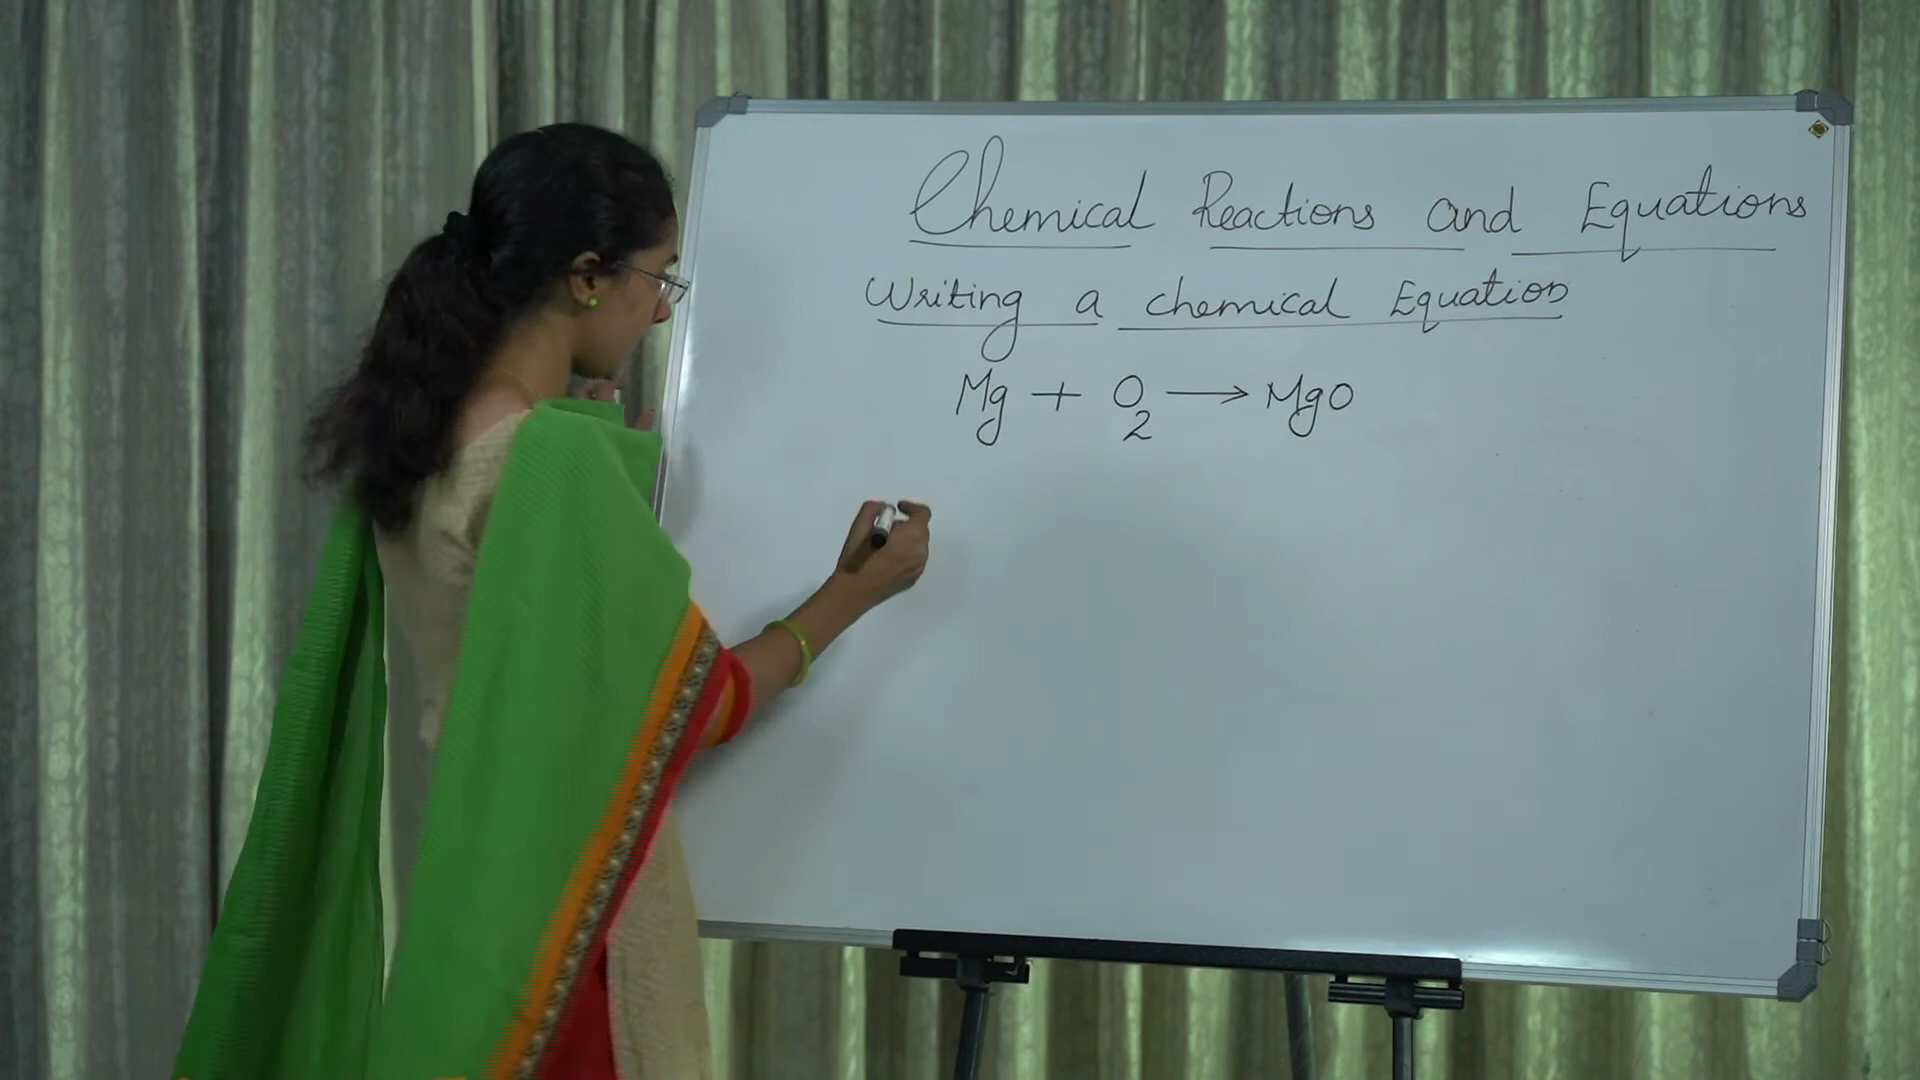 Chemical Reactions and Equations
Writing a chemical Equation
Mg + O₂ → MgO